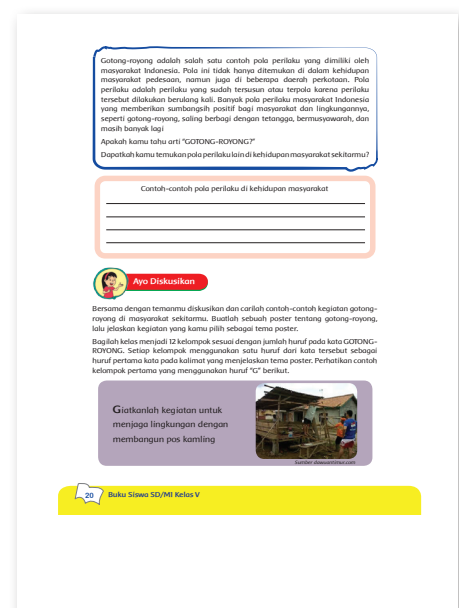 Gotong-royong adalah salah satu contoh pola perilaku yang dimiliki oleh
masyarakat Indonesia. Pola ini tidak hanya ditemukan di dalam kehidupan
masyarakat pedesaan, namun juga di beberapa daerah perkotaan. Pola
perilaku adalah perilaku yang sudah tersusun atau terpola karena perilaku
tersebut dilakukan berulang kali. Banyak pola perilaku masyarakat Indonesia
yang memberikan sumbangsih positif bagi masyarakat dan lingkungannya,
seperti gotong-royong, saling berbagi dengan tetangga, bermusyawarah, dan
masih banyak lagi
Apakah kamu tahu arti "GOTONG-ROYONG?"
Dapatkah kamu temukan pola perilaku lain di kehidupan masyarakat sekitarmu?
Contoh-contoh pola perilaku di kehidupan masyarakat
Ayo Diskusikan
Bersama dengan temanmu diskusikan dan carilah contoh-contoh kegiatan gotong-
royong di masyarakat sekitarmu. Buatlah sebuah poster tentang gotong-royong,
lalu jelaskan kegiatan yang kamu pilih sebagai tema poster.
Bagilah kelas menjadi 12 kelompok sesuai dengan jumlah huruf pada kata GOTONG-
ROYONG. Setiap kelompok menggunakan satu huruf dari kata tersebut sebagai
huruf pertama kata pada kalimat yang menjelaskan tema poster. Perhatikan contoh
kelompok pertama yang menggunakan huruf "G" berikut.
Giatkanlah kegiatan untuk
menjaga lingkungan dengan
membangun pos kamling
Sumber
20 Buku Siswa SD/MI Kelas V